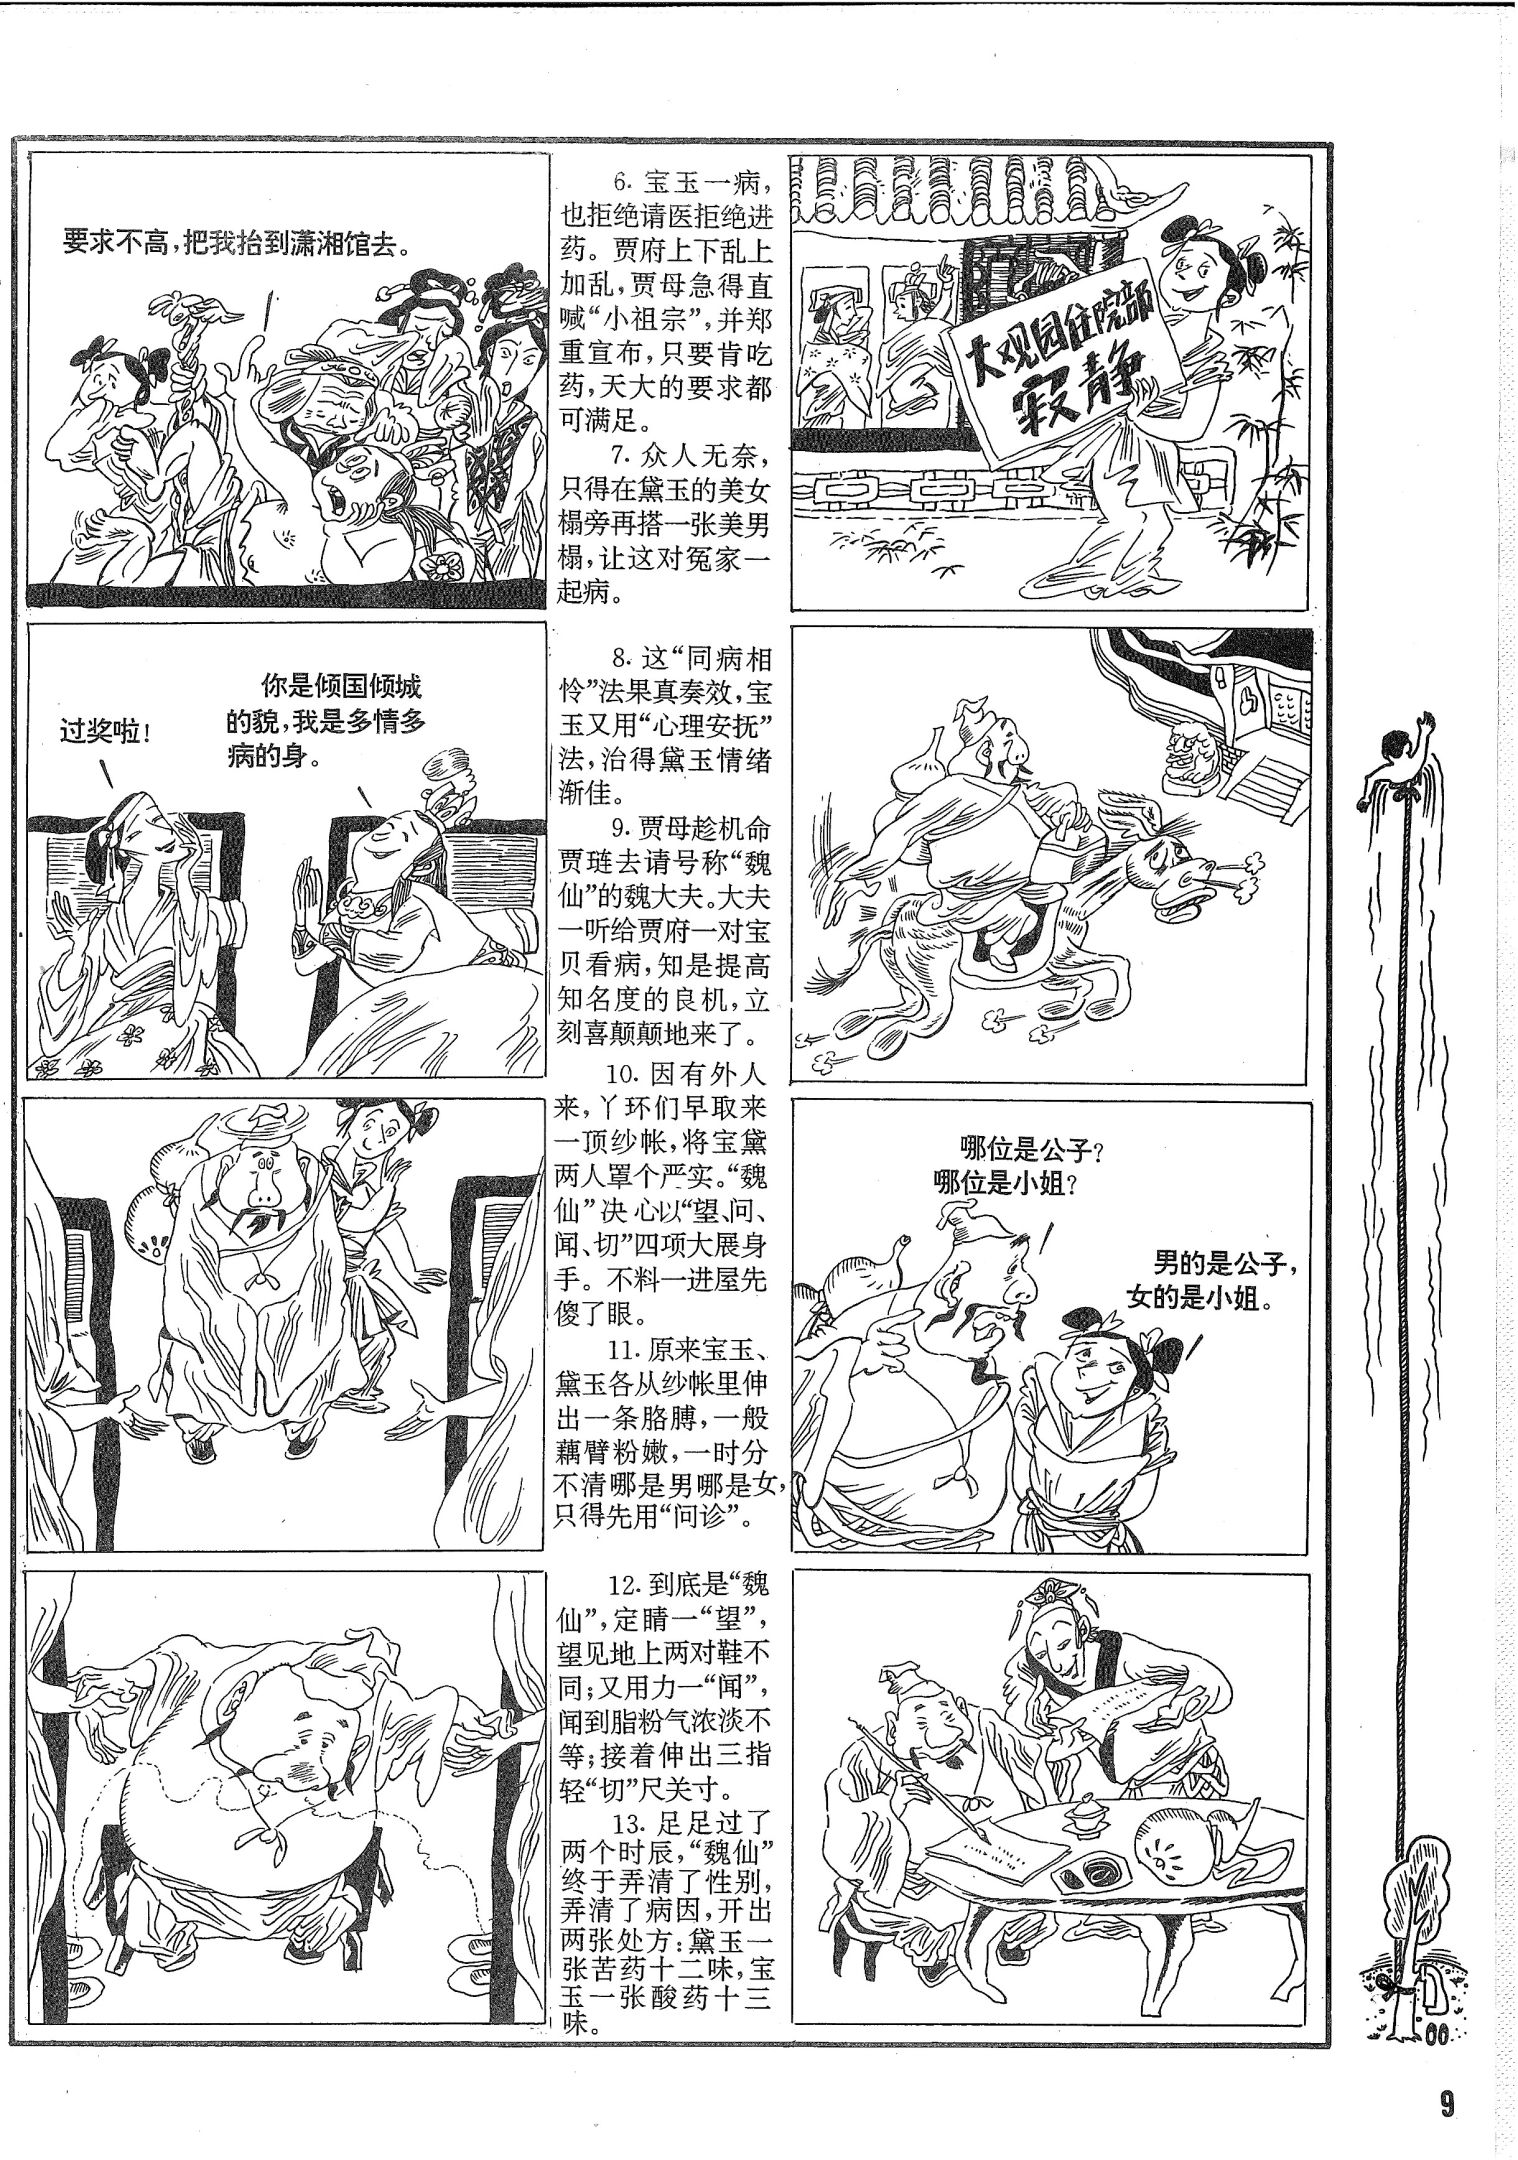 要求不高，把我抬到潇湘馆去。
6. 宝玉一病，
也拒绝请医拒绝进
药。贾府上下乱上
加乱，贾母急得直
喊“小祖宗”，并郑
重宣布，只要肯吃
药，天大的要求都
可满足。
7. 众人无奈，
只得在黛玉的美女
榻旁再搭一张美男
榻，让这对冤家一
起病。
大观园住院部
寂静
过奖啦！
你是倾国倾城
的貌，我是多情多
病的身。
8. 这“同病相
怜”法果真奏效，宝
玉又用“心理安抚”
法，治得黛玉情绪
渐佳。
9. 贾母趁机命
贾琏去请号称“魏
仙”的魏大夫。大夫
一听给贾府一对宝
贝看病，知是提高
知名度的良机，立
刻喜颠颠地来了。
10. 因有外人
来，丫环们早取来
一顶纱帐，将宝黛
两人罩个严实。“魏
仙”决心以“望、问、
闻、切”四项大展身
手。不料一进屋先
傻了眼。
11. 原来宝玉、
黛玉各从纱帐里伸
出一条胳膊，一般
藕臂粉嫩，一时分
不清哪是男哪是女，
只得先用“问诊”。
哪位是公子？
哪位是小姐？
男的是公子，
女的是小姐。
12. 到底是“魏
仙”，定睛一“望”，
望见地上两对鞋不
同；又用力一“闻”，
闻到脂粉气浓淡不
等；接着伸出三指
轻“切”尺关寸。
13. 足足过了
两个时辰，“魏仙”
终于弄清了性别，
弄清了病因，开出
两张处方：黛玉一
张苦药十二味，宝
玉一张酸药十三
味。
9